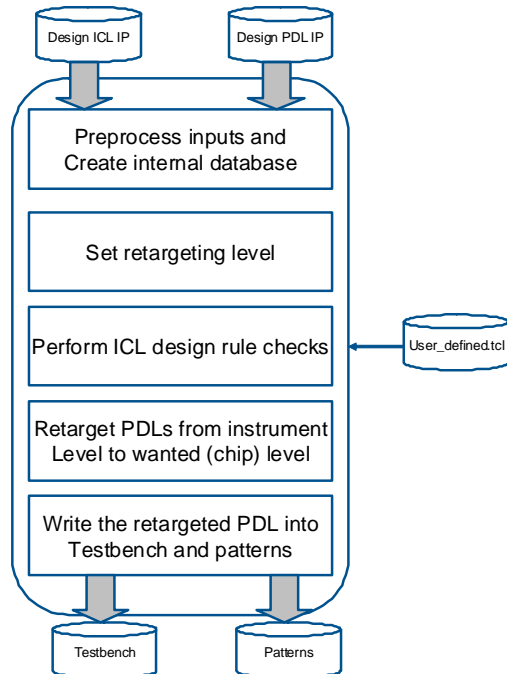 Design ICL IP
Design PDL IP
Preprocess inputs and
Create internal database
Set retargeting level
Perform ICL design rule checks
User_defined.tcl
Retarget PDLs from instrument
Level to wanted (chip) level
Write the retargeted PDL into
Testbench and patterns
Testbench
Patterns